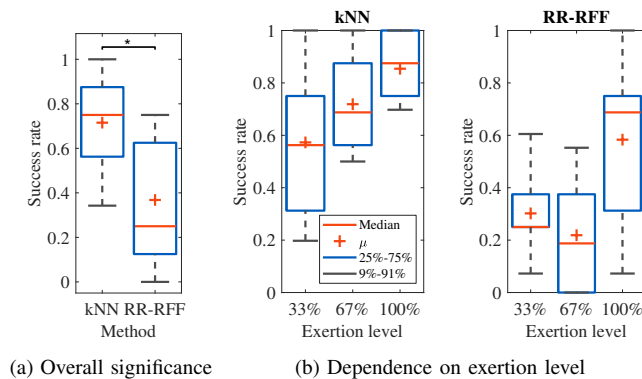 kNN
RR-RFF
*
Success rate
1
0.8
0.6
0.4
0.2
0
kNN RR-RFF
Method
Success rate
1
0.8
0.6
0.4
0.2
0
Median
μ
25%-75%
9%-91%
33% 67% 100%
Exertion level
Success rate
1
0.8
0.6
0.4
0.2
0
33% 67% 100%
Exertion level
(a) Overall significance
(b) Dependence on exertion level